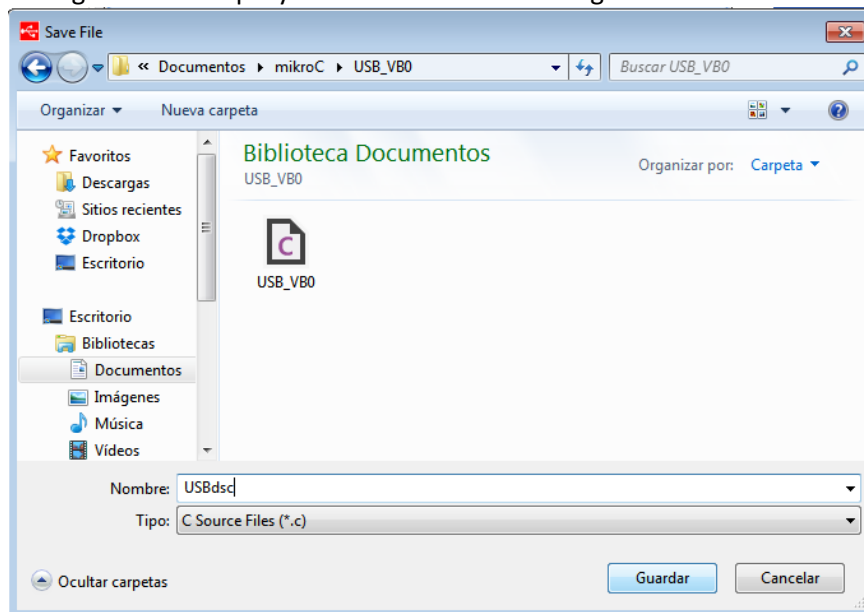 Save File
« Documentos ▸ mikroC ▸ USB_VB0
Buscar USB_VB0
Organizar
Nueva carpeta
Favoritos
Descargas
Sitios recientes
Dropbox
Escritorio
Escritorio
Bibliotecas
Documentos
Imágenes
Música
Vídeos
Biblioteca Documentos
USB_VB0
Organizar por: Carpeta
C
USB_VB0
Nombre: USBdsc
Tipo: C Source Files (*.c)
Ocultar carpetas
Guardar
Cancelar